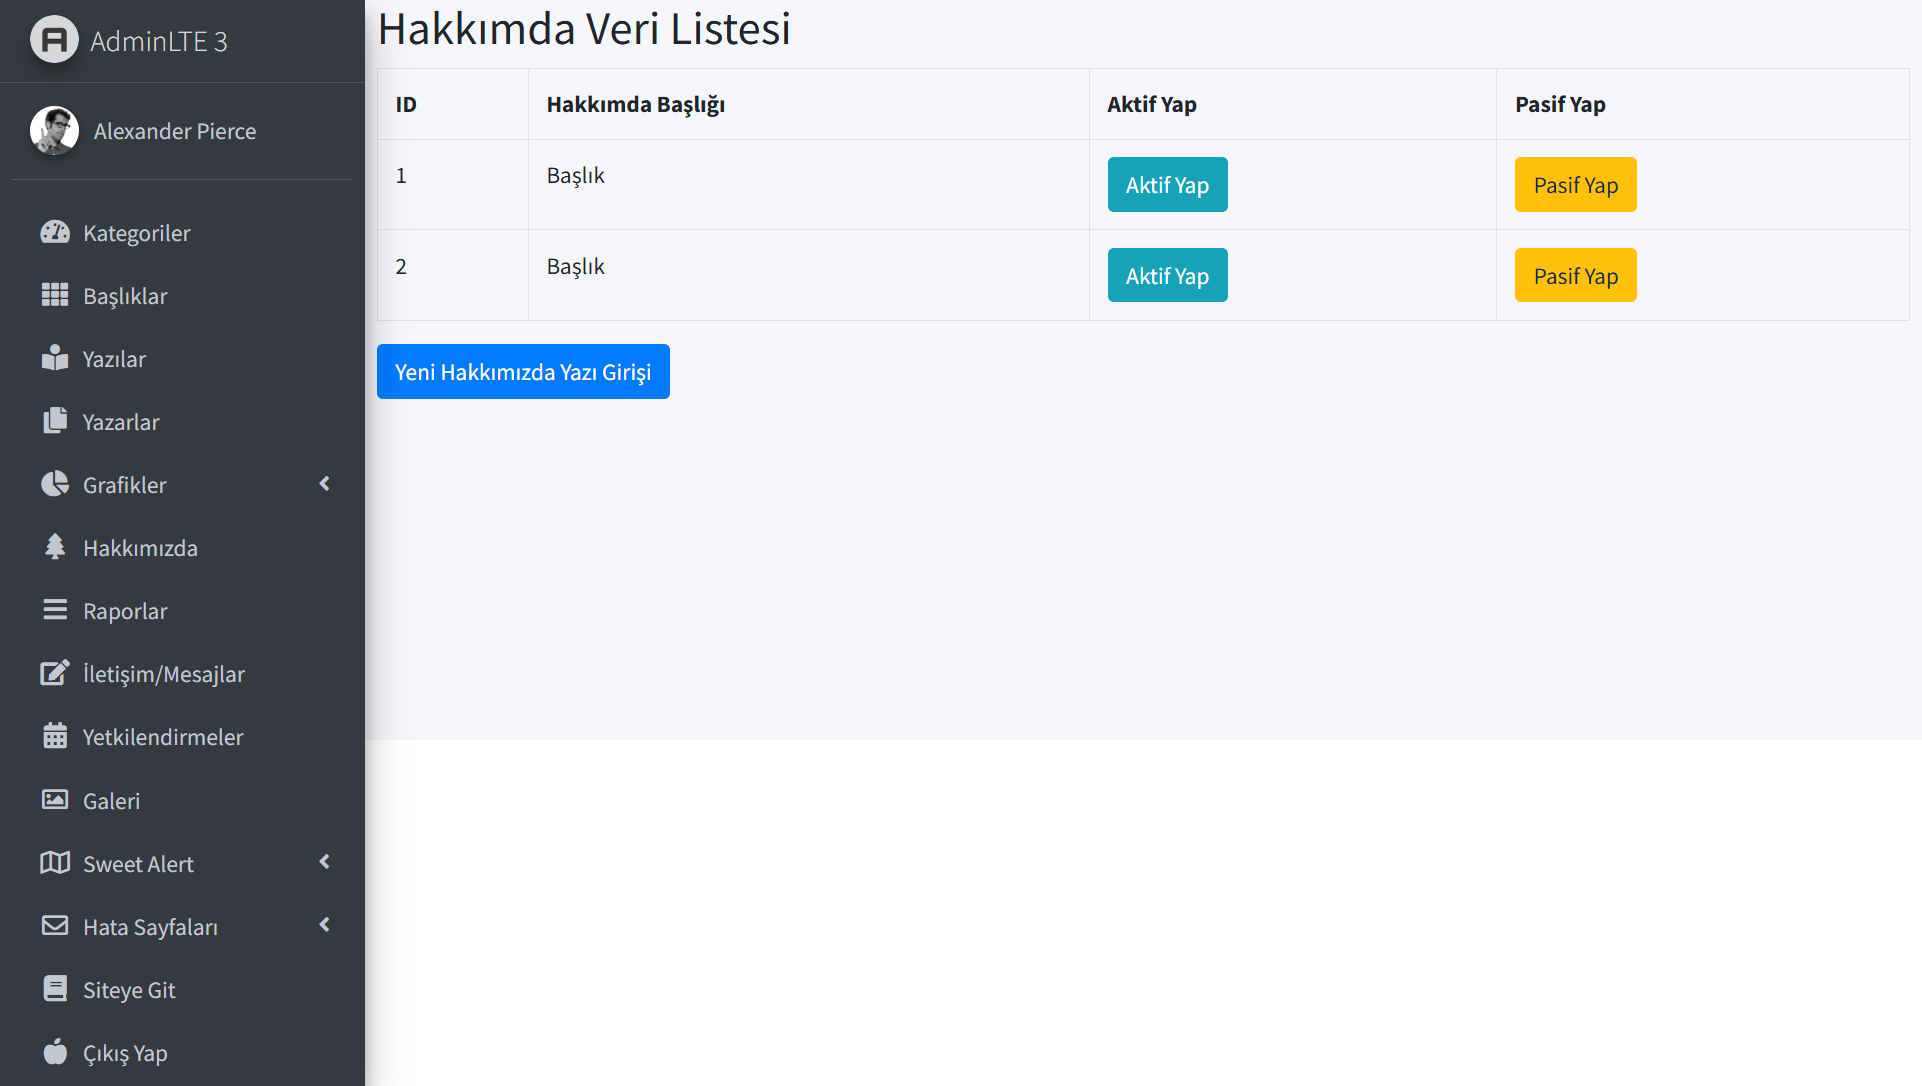 AdminLTE 3
Alexander Pierce
Kategoriler
Başlıklar
Yazılar
Yazarlar
Grafikler
Hakkımızda
Raporlar
İletişim/Mesajlar
Yetkilendirmeler
Galeri
Sweet Alert
Hata Sayfaları
Siteye Git
Çıkış Yap
Hakkımda Veri Listesi
ID Hakkımda Başlığı Aktif Yap Pasif Yap
1 Başlık Aktif Yap Pasif Yap
2 Başlık Aktif Yap Pasif Yap
Yeni Hakkımızda Yazı Girişi